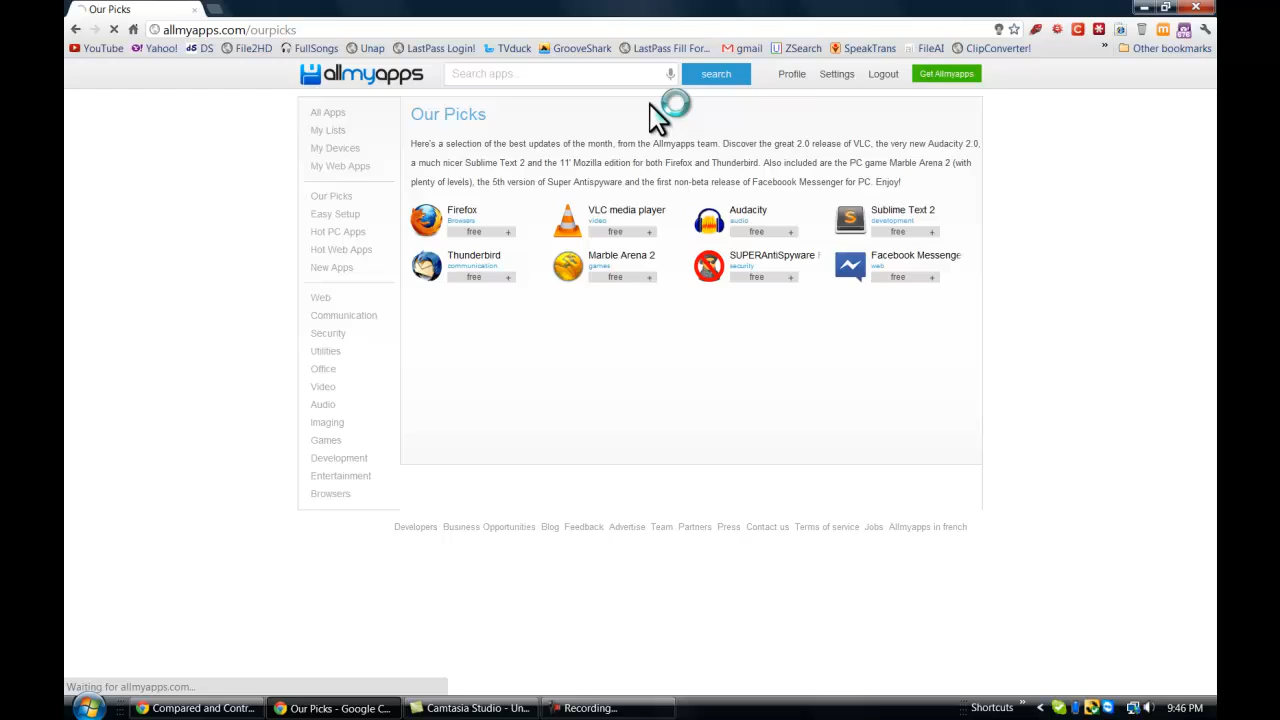 Our Picks
allmyapps.com/ourpicks
YouTube Yahoo! DS File2HD FullSongs Unap LastPass Login! TVduck GrooveShark LastPass Fill For... gmail ZSearch SpeakTrans FileAI ClipConverter! » Other bookmarks
allmyapps Search apps... search Profile Settings Logout Get Allmyapps
All Apps
My Lists
My Devices
My Web Apps
Our Picks
Easy Setup
Hot PC Apps
Hot Web Apps
New Apps
Web
Communication
Security
Utilities
Office
Video
Audio
Imaging
Games
Development
Entertainment
Browsers
Our Picks
Here's a selection of the best updates of the month, from the Allmyapps team. Discover the great 2.0 release of VLC, the very new Audacity 2.0,
a much nicer Sublime Text 2 and the 11' Mozilla edition for both Firefox and Thunderbird. Also included are the PC game Marble Arena 2 (with
plenty of levels), the 5th version of Super Antispyware and the first non-beta release of Faceboock Messenger for PC. Enjoy!
Firefox VLC media player Audacity Sublime Text 2
Browsers video audio development
free + free + free + free +
Thunderbird Marble Arena 2 SUPERAntiSpyware Facebook Messenge
communication games security web
free + free + free + free +
Developers Business Opportunities Blog Feedback Advertise Team Partners Press Contact us Terms of service Jobs Allmyapps in french
Waiting for allmyapps.com...
Compared and Contr... Our Picks - Google C... Camtasia Studio - Un... Recording... Shortcuts » 9:46 PM